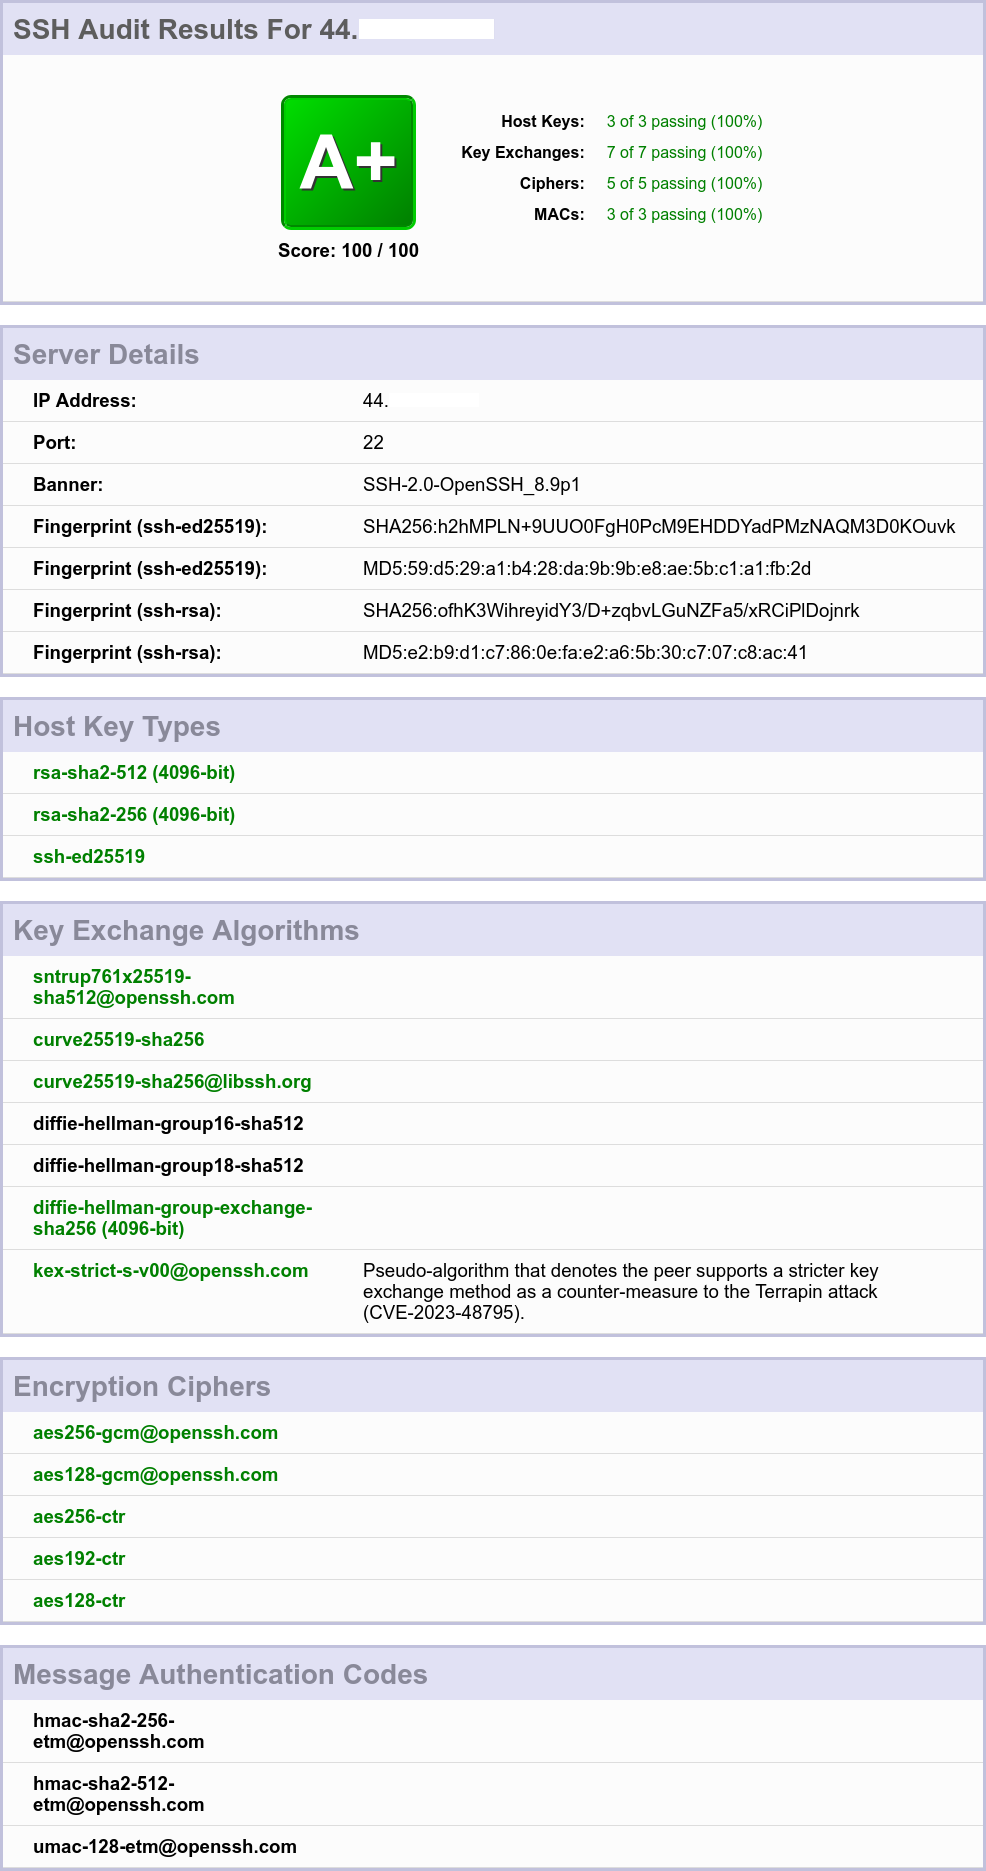 SSH Audit Results For 44.
A+
Score: 100 / 100
Host Keys: 3 of 3 passing (100%)
Key Exchanges: 7 of 7 passing (100%)
Ciphers: 5 of 5 passing (100%)
MACs: 3 of 3 passing (100%)
Server Details
IP Address: 44.
Port: 22
Banner: SSH-2.0-OpenSSH_8.9p1
Fingerprint (ssh-ed25519): SHA256:h2hMPLN+9UUO0FgH0PcM9EHDDYadPMzNAQM3D0KOuvk
Fingerprint (ssh-ed25519): MD5:59:d5:29:a1:b4:28:da:9b:9b:e8:ae:5b:c1:a1:fb:2d
Fingerprint (ssh-rsa): SHA256:ofhK3WihreyidY3/D+zqbvLGuNZFa5/xRCiPlDojnrk
Fingerprint (ssh-rsa): MD5:e2:b9:d1:c7:86:0e:fa:e2:a6:5b:30:c7:07:c8:ac:41
Host Key Types
rsa-sha2-512 (4096-bit)
rsa-sha2-256 (4096-bit)
ssh-ed25519
Key Exchange Algorithms
sntrup761x25519-
sha512@openssh.com
curve25519-sha256
curve25519-sha256@libssh.org
diffie-hellman-group16-sha512
diffie-hellman-group18-sha512
diffie-hellman-group-exchange-
sha256 (4096-bit)
kex-strict-s-v00@openssh.com Pseudo-algorithm that denotes the peer supports a stricter key
exchange method as a counter-measure to the Terrapin attack
(CVE-2023-48795).
Encryption Ciphers
aes256-gcm@openssh.com
aes128-gcm@openssh.com
aes256-ctr
aes192-ctr
aes128-ctr
Message Authentication Codes
hmac-sha2-256-
etm@openssh.com
hmac-sha2-512-
etm@openssh.com
umac-128-etm@openssh.com